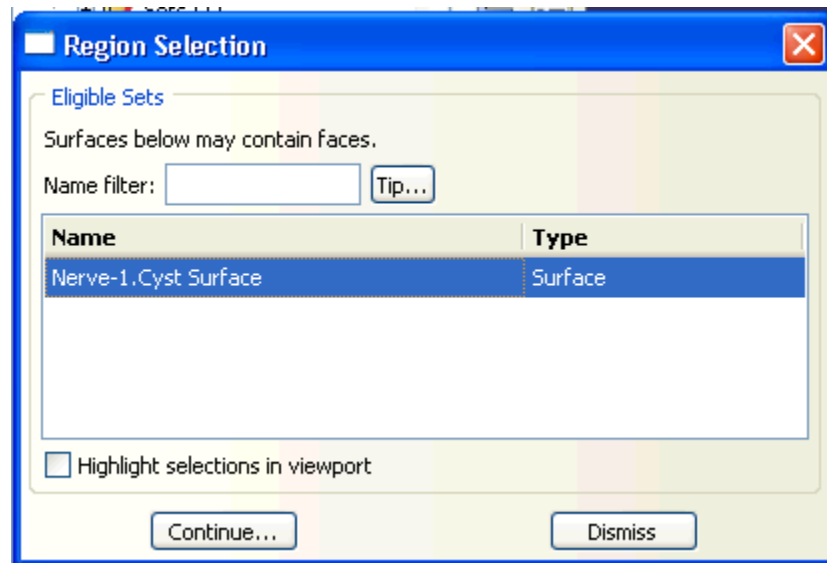 Region Selection
Eligible Sets
Surfaces below may contain faces.
Name filter: Tip...
Name Type
Nerve-1.Cyst Surface Surface
Highlight selections in viewport
Continue... Dismiss